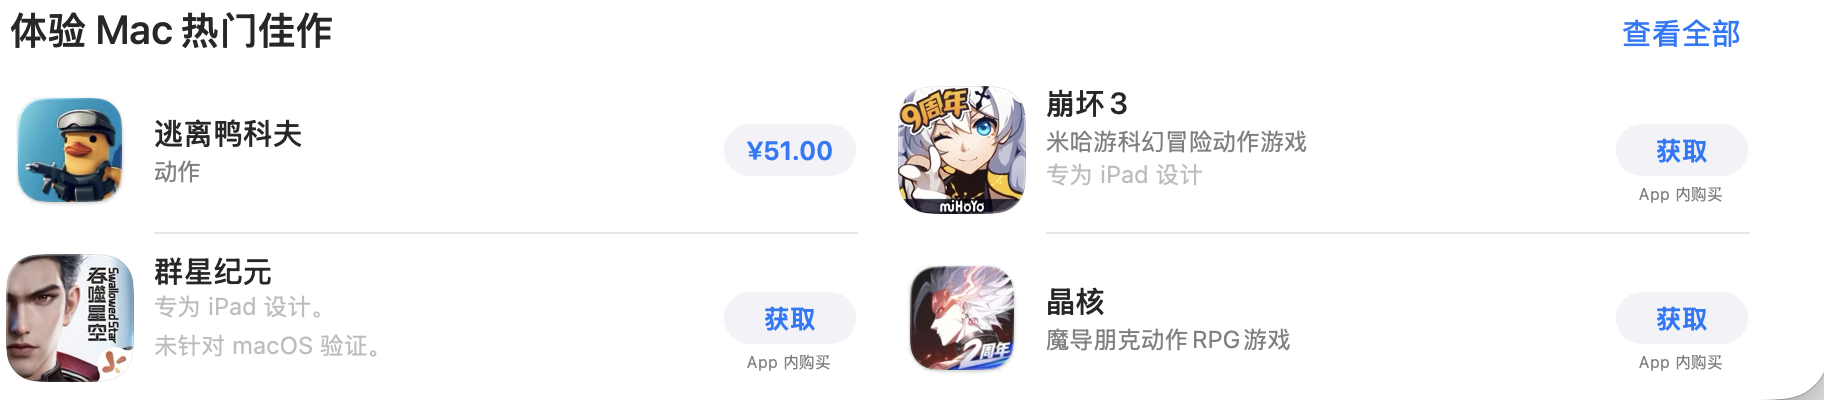 体验 Mac 热门佳作
查看全部
逃离鸭科夫
动作
¥51.00
9周年
miHoYo
崩坏3
米哈游科幻冒险动作游戏
专为 iPad 设计
获取
App 内购买
吞噬星空
Swallowed Star
群星纪元
专为 iPad 设计。
未针对 macOS 验证。
获取
App 内购买
2周年
晶核
魔导朋克动作RPG游戏
获取
App 内购买